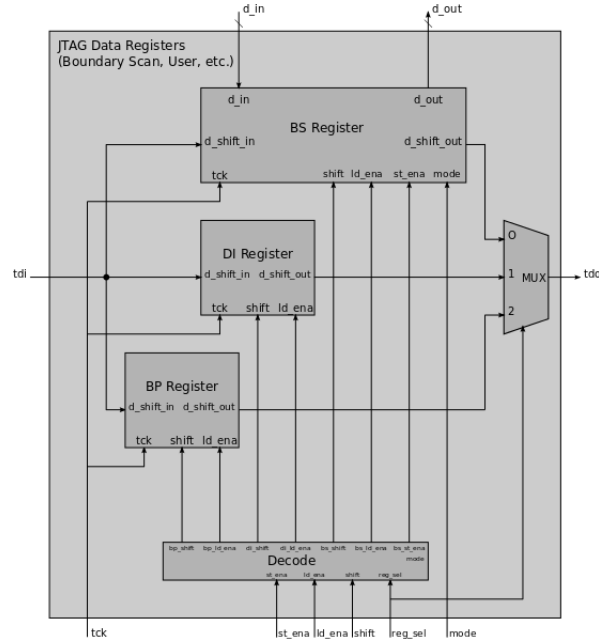 d_in d_out
JTAG Data Registers
(Boundary Scan, User, etc.)
d_in d_out
BS Register
d_shift_in d_shift_out
tck shift ld_ena st_ena mode
DI Register
0
tdi d_shift_in d_shift_out 1 MUX tdo
tck shift ld_ena 2
BP Register
d_shift_in d_shift_out
tck shift ld_ena
bp_shift bp_ld_ena di_shift di_ld_ena bs_shift bs_ld_ena bs_st_ena
Decode mode
st_ena ld_ena shift reg_sel
tck st_ena ld_ena shift reg_sel mode